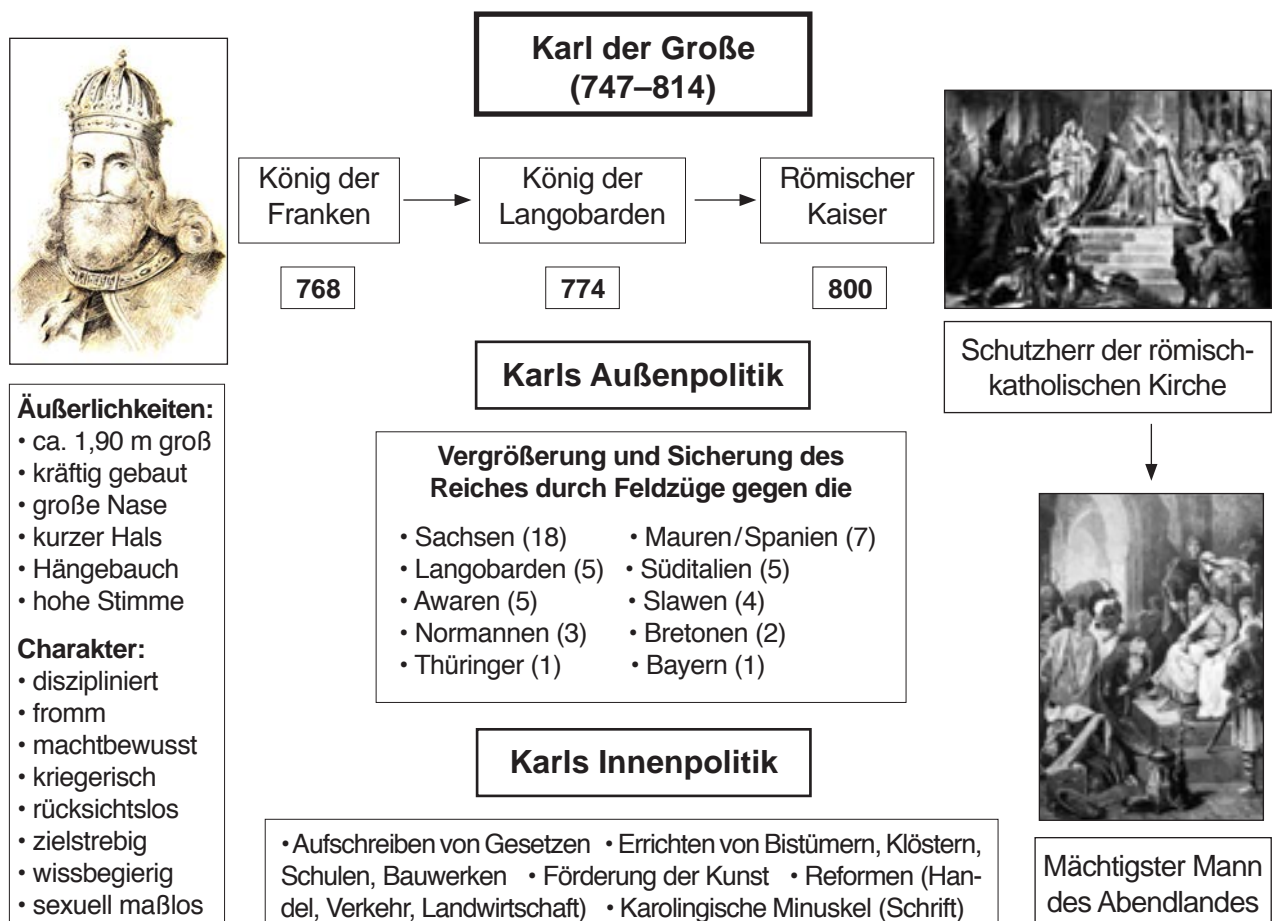 Karl der Große
(747–814)
König der
Franken
König der
Langobarden
Römischer
Kaiser
768
774
800
Schutzherr der römisch-
katholischen Kirche
Karls Außenpolitik
Äußerlichkeiten:
• ca. 1,90 m groß
• kräftig gebaut
• große Nase
• kurzer Hals
• Hängebauch
• hohe Stimme
Charakter:
• diszipliniert
• fromm
• machtbewusst
• kriegerisch
• rücksichtslos
• zielstrebig
• wissbegierig
• sexuell maßlos
Vergrößerung und Sicherung des
Reiches durch Feldzüge gegen die
• Sachsen (18) • Mauren/Spanien (7)
• Langobarden (5) • Süditalien (5)
• Awaren (5) • Slawen (4)
• Normannen (3) • Bretonen (2)
• Thüringer (1) • Bayern (1)
Karls Innenpolitik
• Aufschreiben von Gesetzen • Errichten von Bistümern, Klöstern,
Schulen, Bauwerken • Förderung der Kunst • Reformen (Han-
del, Verkehr, Landwirtschaft) • Karolingische Minuskel (Schrift)
Mächtigster Mann
des Abendlandes